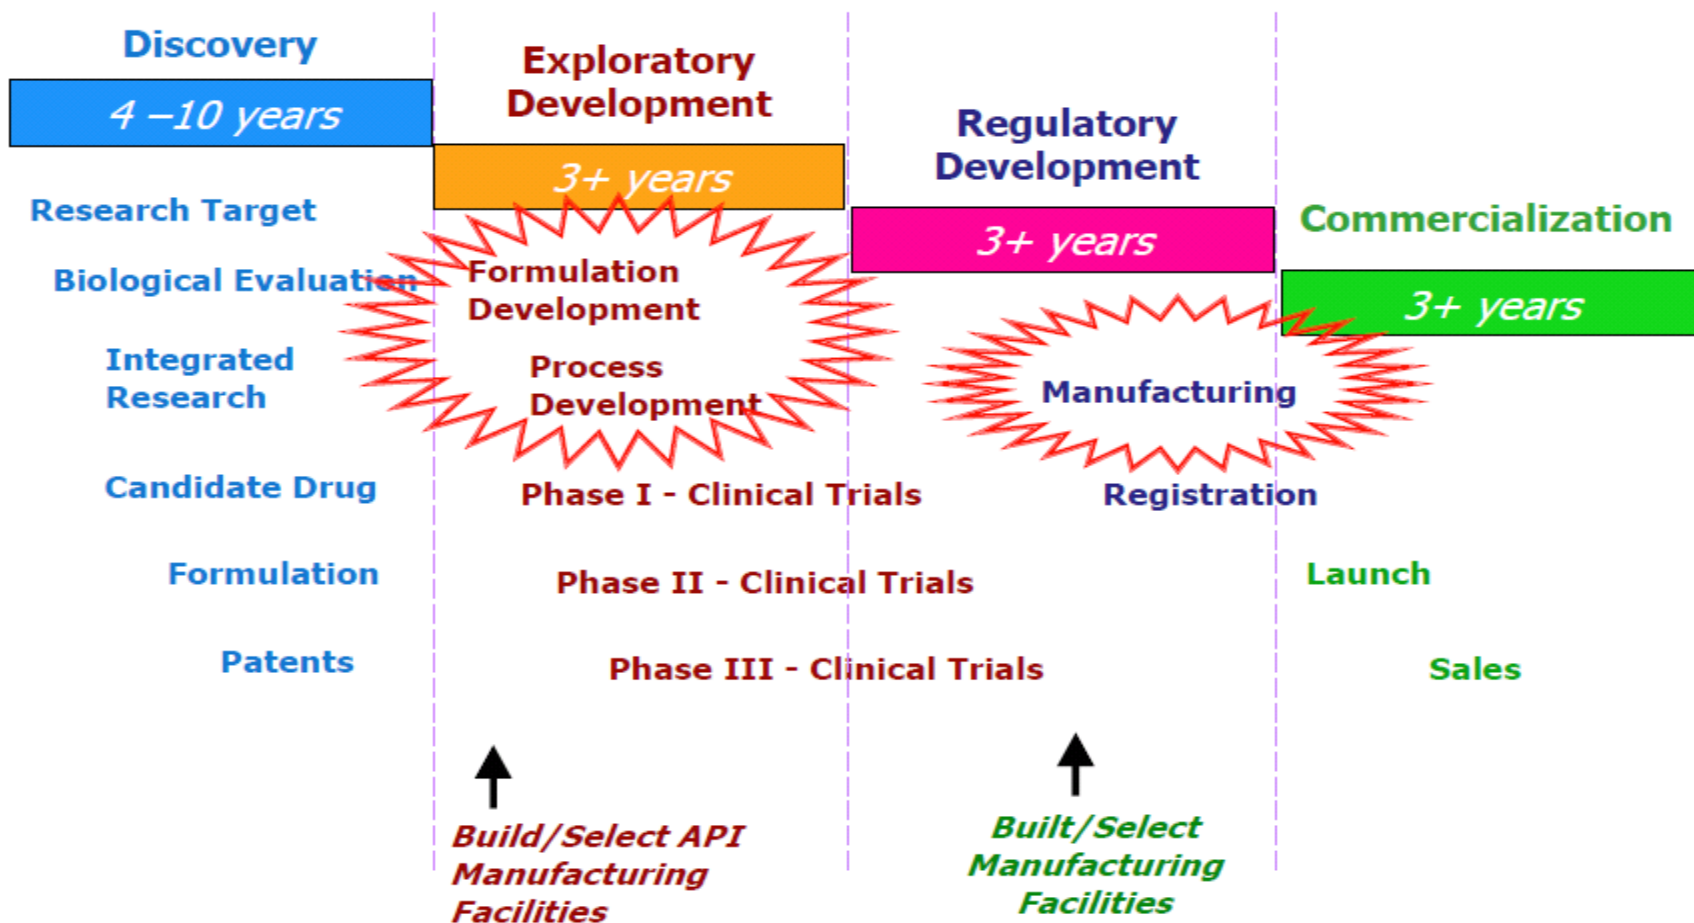 Discovery
4 –10 years
Research Target
Biological Evaluation
Integrated
Research
Candidate Drug
Formulation
Patents
Exploratory
Development
3+ years
Formulation
Development
Process
Development
Phase I - Clinical Trials
Phase II - Clinical Trials
Phase III - Clinical Trials
Build/Select API
Manufacturing
Facilities
Regulatory
Development
3+ years
Manufacturing
Registration
Built/Select
Manufacturing
Facilities
Commercialization
3+ years
Launch
Sales